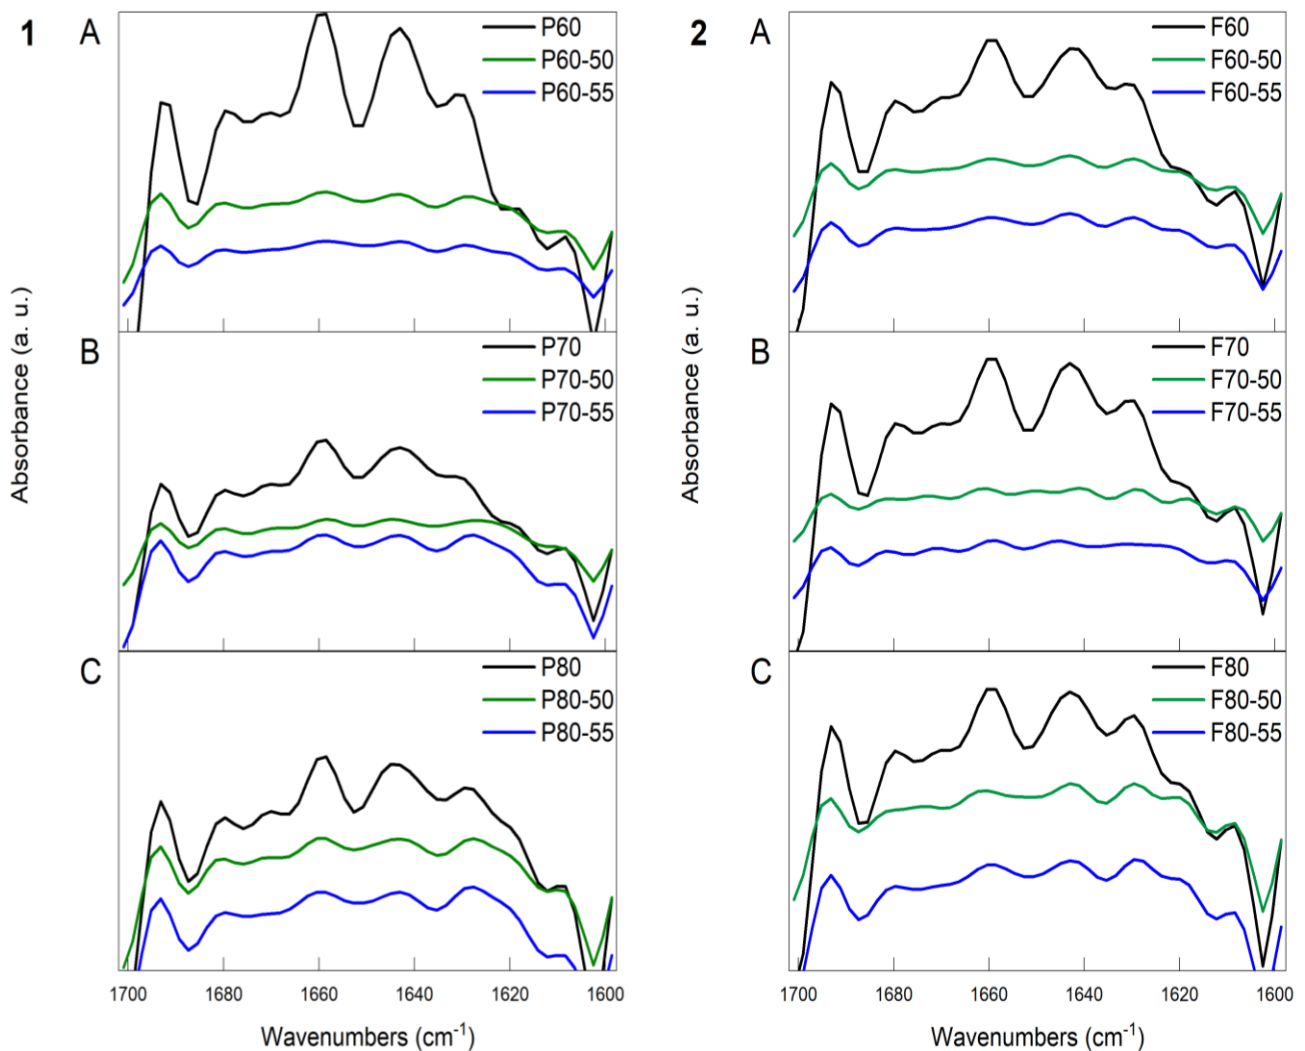 1
A
P60
P60-50
P60-55
B
P70
P70-50
P70-55
C
P80
P80-50
P80-55
Absorbance (a. u.)
1700 1680 1660 1640 1620 1600
Wavenumbers (cm⁻¹)
2
A
F60
F60-50
F60-55
B
F70
F70-50
F70-55
C
F80
F80-50
F80-55
Absorbance (a. u.)
1700 1680 1660 1640 1620 1600
Wavenumbers (cm⁻¹)